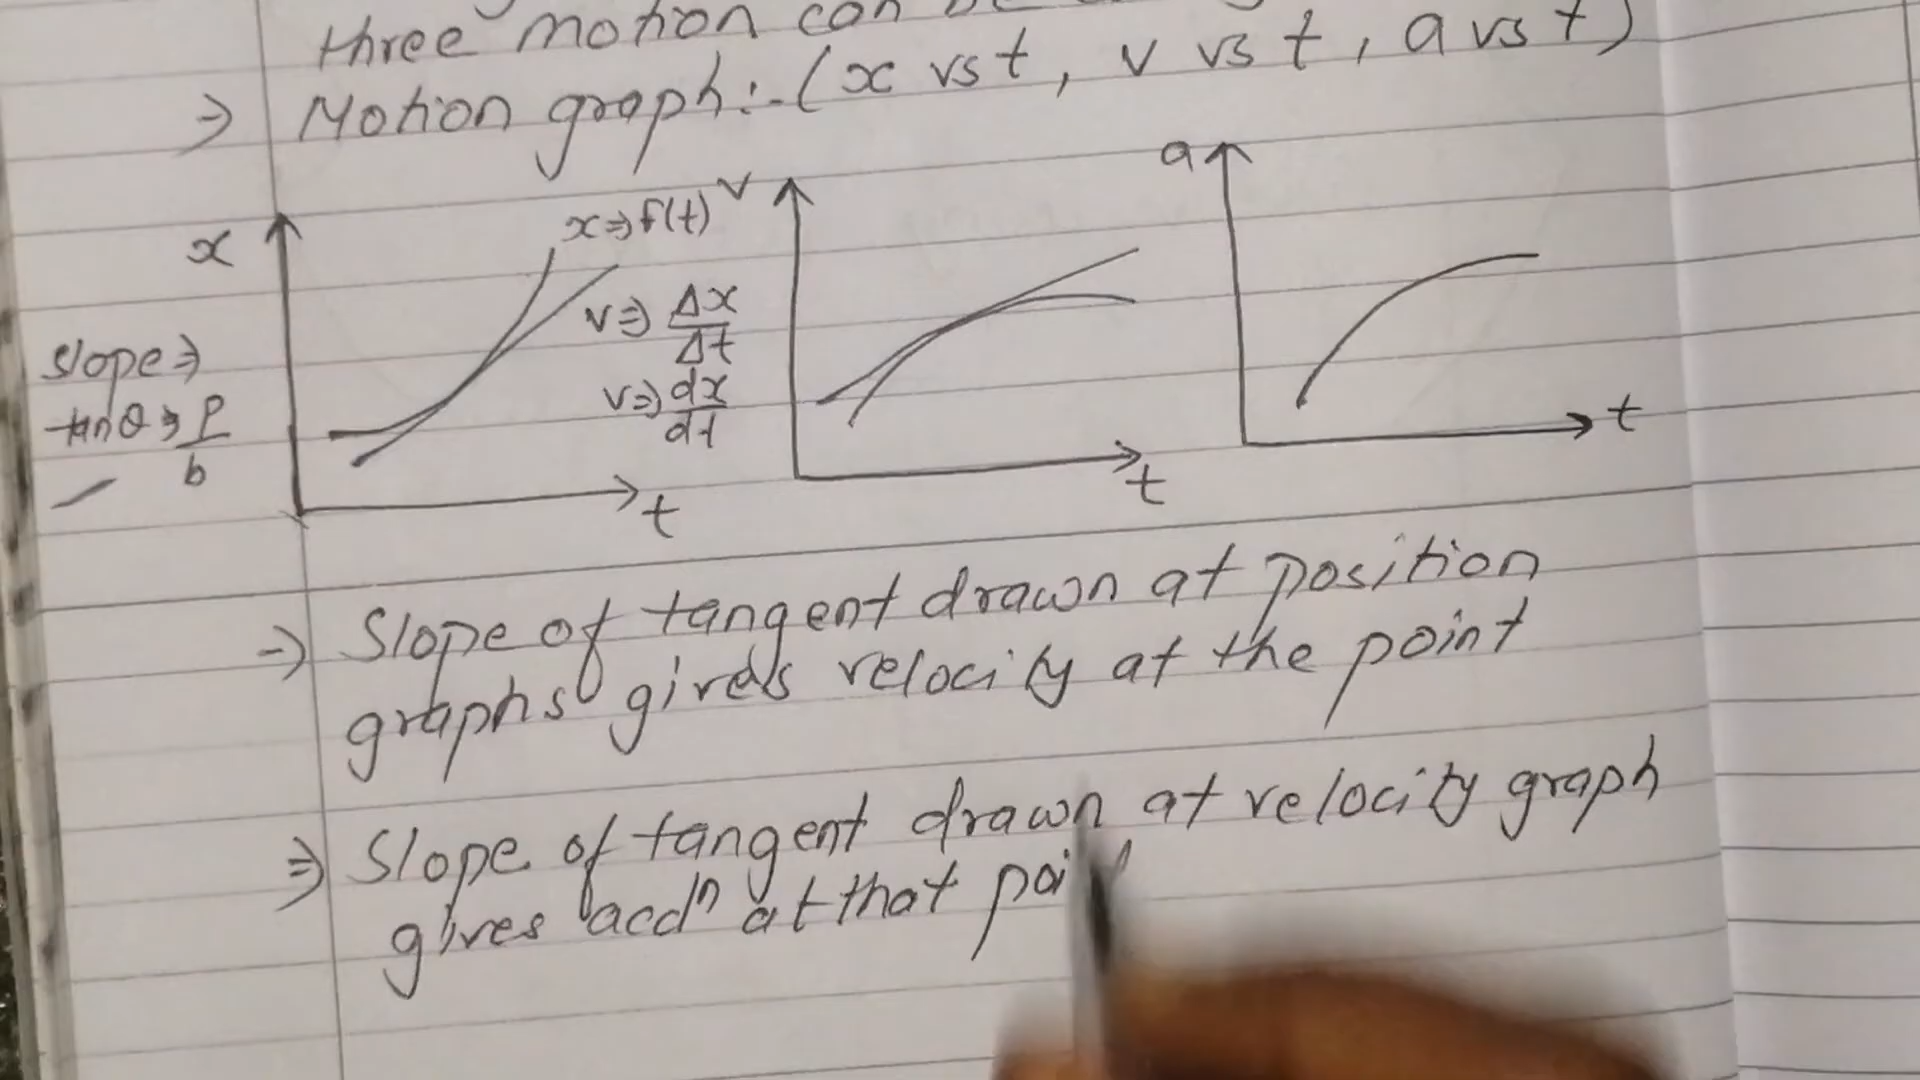 three motion can be
⇒ Motion graph:-(x vs t, v vs t, a vs t)
x
x⇒f(t)
v
a
v⇒ Δx/Δt
v⇒ dx/dt
slope⇒
tanθ⇒ p/b
t
t
t
→ Slope of tangent drawn at position
graphs gives velocity at the point
⇒ Slope of tangent drawn at velocity graph
gives accⁿ at that